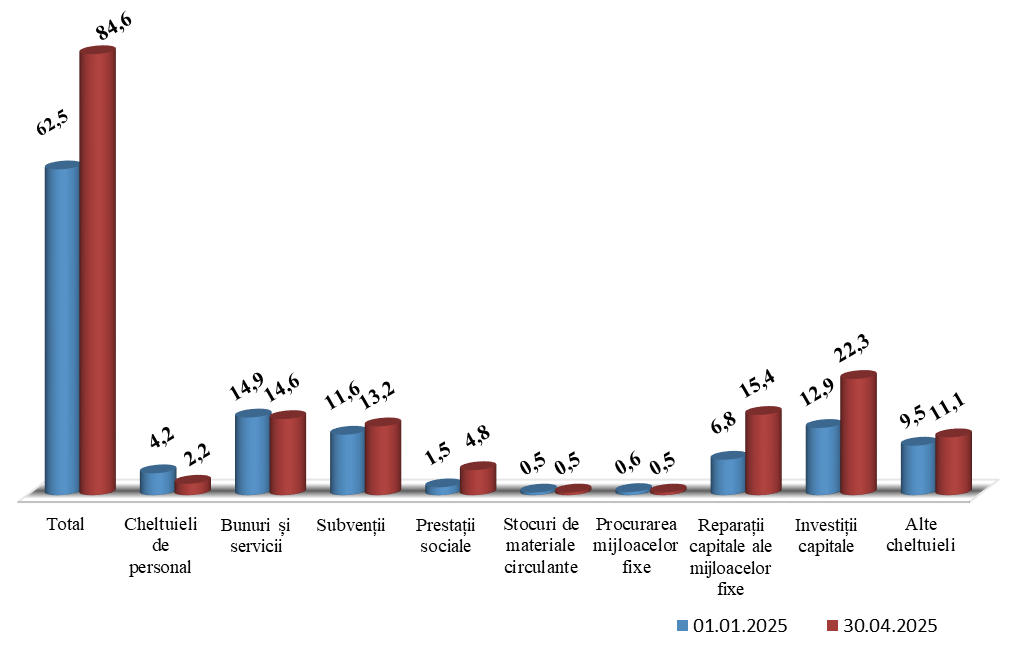 84,6
62,5
4,2
2,2
14,9
14,6
11,6
13,2
1,5
4,8
0,5
0,5
0,6
0,5
6,8
15,4
12,9
22,3
9,5
11,1
Total
Cheltuieli
de
personal
Bunuri și
servicii
Subvenții
Prestații
sociale
Stocuri de
materiale
circulante
Procurarea
mijloacelor
fixe
Reparații
capitale ale
mijloacelor
fixe
Investiții
capitale
Alte
cheltuieli
01.01.2025
30.04.2025